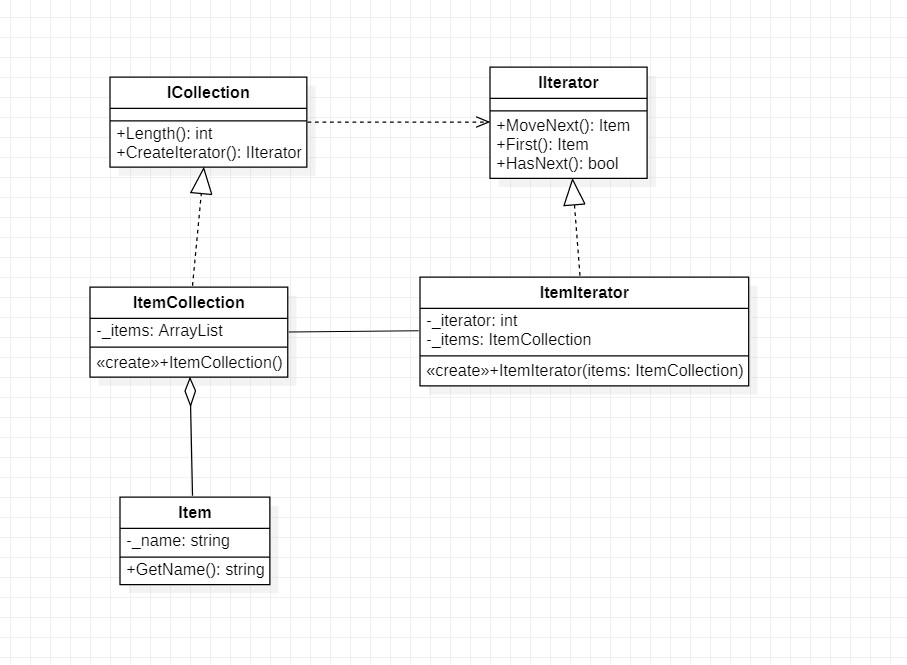 ICollection
+Length(): int
+CreateIterator(): IIterator
IIterator
+MoveNext(): Item
+First(): Item
+HasNext(): bool
ItemCollection
-_items: ArrayList
«create»+ItemCollection()
ItemIterator
-_iterator: int
-_items: ItemCollection
«create»+ItemIterator(items: ItemCollection)
Item
-_name: string
+GetName(): string